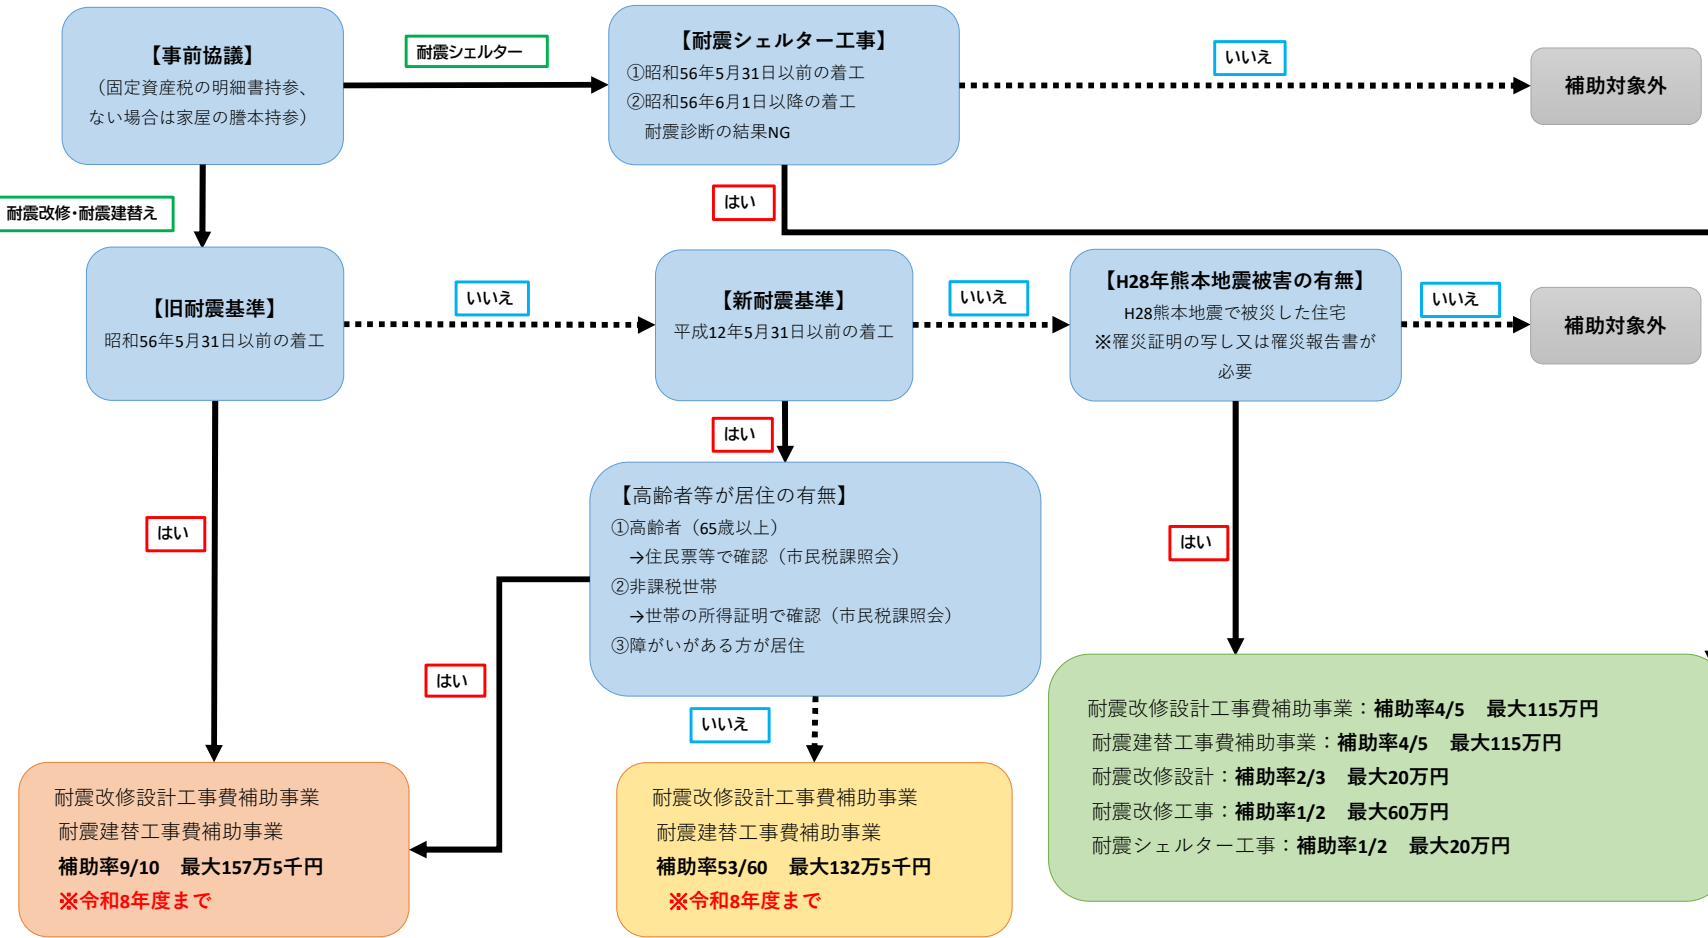 【事前協議】
（固定資産税の明細書持参、
ない場合は家屋の謄本持参）
耐震シェルター
【耐震シェルター工事】
①昭和56年5月31日以前の着工
②昭和56年6月1日以降の着工
耐震診断の結果NG
いいえ
補助対象外
耐震改修・耐震建替え
はい
【旧耐震基準】
昭和56年5月31日以前の着工
いいえ
【新耐震基準】
平成12年5月31日以前の着工
いいえ
【H28年熊本地震被害の有無】
H28熊本地震で被災した住宅
※罹災証明の写し又は罹災報告書が
必要
いいえ
補助対象外
はい
はい
【高齢者等が居住の有無】
①高齢者（65歳以上）
→住民票等で確認（市民税課照会）
②非課税世帯
→世帯の所得証明で確認（市民税課照会）
③障がいがある方が居住
はい
はい
いいえ
耐震改修設計工事費補助事業
耐震建替工事費補助事業
補助率9/10　最大157万5千円
※令和8年度まで
耐震改修設計工事費補助事業
耐震建替工事費補助事業
補助率53/60　最大132万5千円
※令和8年度まで
耐震改修設計工事費補助事業：補助率4/5　最大115万円
耐震建替工事費補助事業：補助率4/5　最大115万円
耐震改修設計：補助率2/3　最大20万円
耐震改修工事：補助率1/2　最大60万円
耐震シェルター工事：補助率1/2　最大20万円